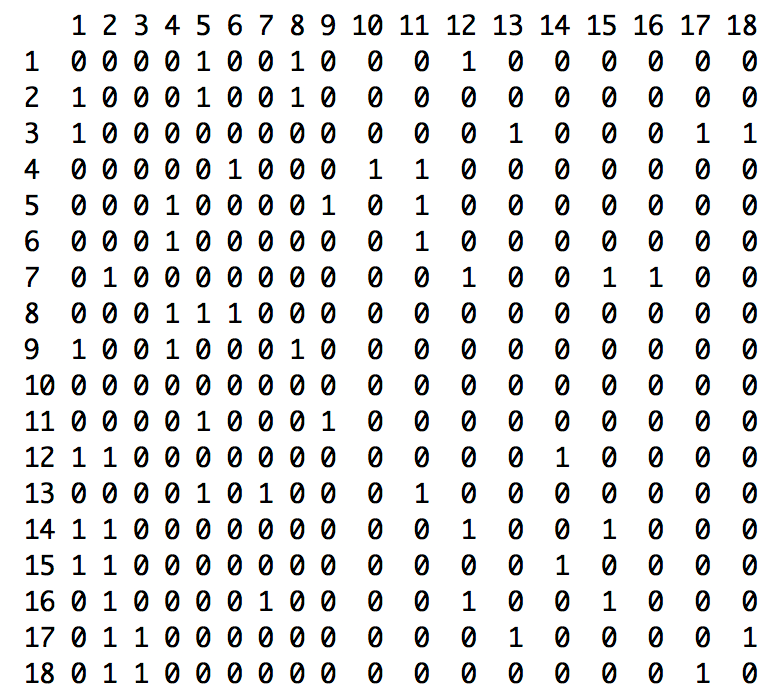 1 2 3 4 5 6 7 8 9 10 11 12 13 14 15 16 17 18
1 0 0 0 0 1 0 0 1 0 0 0 1 0 0 0 0 0 0
2 1 0 0 0 1 0 0 1 0 0 0 0 0 0 0 0 0 0
3 1 0 0 0 0 0 0 0 0 0 0 0 1 0 0 0 1 1
4 0 0 0 0 0 1 0 0 0 1 1 0 0 0 0 0 0 0
5 0 0 0 1 0 0 0 0 1 0 1 0 0 0 0 0 0 0
6 0 0 0 1 0 0 0 0 0 0 1 0 0 0 0 0 0 0
7 0 1 0 0 0 0 0 0 0 0 0 1 0 0 1 1 0 0
8 0 0 0 1 1 1 0 0 0 0 0 0 0 0 0 0 0 0
9 1 0 0 1 0 0 0 1 0 0 0 0 0 0 0 0 0 0
10 0 0 0 0 0 0 0 0 0 0 0 0 0 0 0 0 0 0
11 0 0 0 0 1 0 0 0 1 0 0 0 0 0 0 0 0 0
12 1 1 0 0 0 0 0 0 0 0 0 0 0 1 0 0 0 0
13 0 0 0 0 1 0 1 0 0 0 1 0 0 0 0 0 0 0
14 1 1 0 0 0 0 0 0 0 0 0 1 0 0 1 0 0 0
15 1 1 0 0 0 0 0 0 0 0 0 0 0 1 0 0 0 0
16 0 1 0 0 0 0 1 0 0 0 0 1 0 0 1 0 0 0
17 0 1 1 0 0 0 0 0 0 0 0 0 1 0 0 0 0 1
18 0 1 1 0 0 0 0 0 0 0 0 0 0 0 0 0 1 0